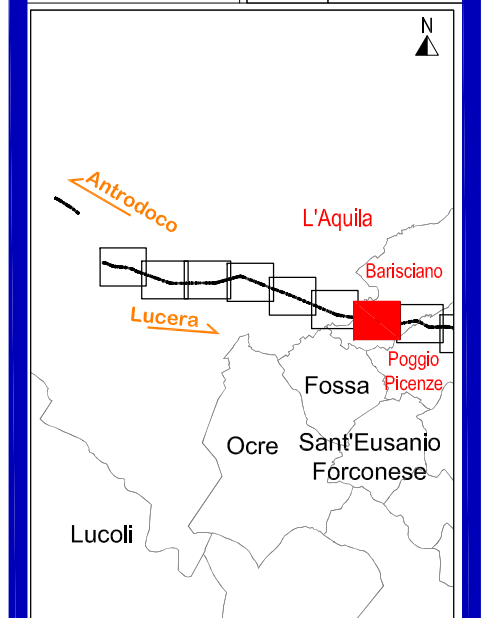 N
Antrodoco
L'Aquila
Barisciano
Lucera
Poggio
Picenze
Fossa
Ocre
Sant'Eusanio
Forconese
Lucoli